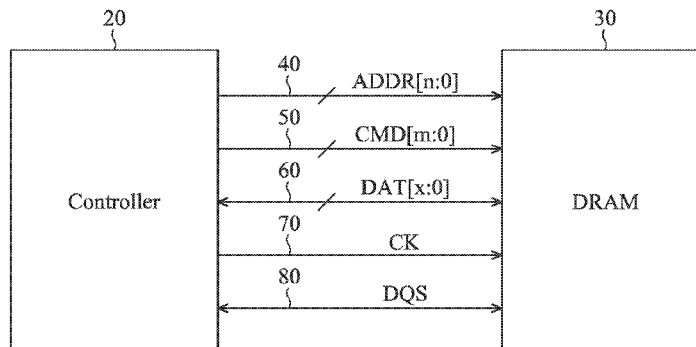 20
30
40
ADDR[n:0]
50
CMD[m:0]
60
DAT[x:0]
Controller
DRAM
70
CK
80
DQS